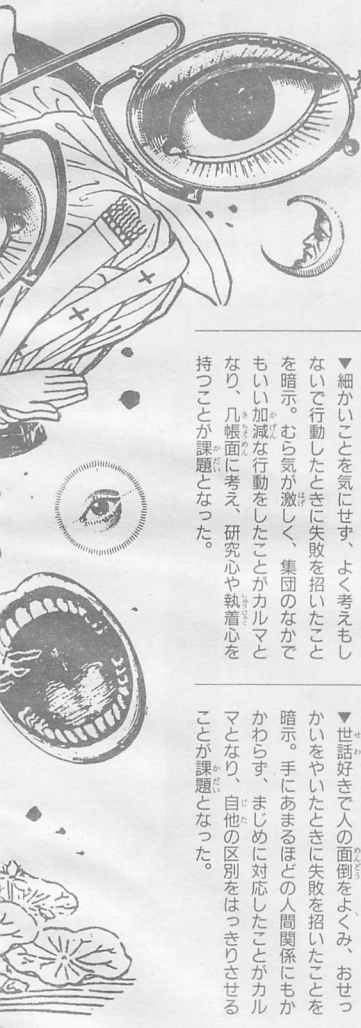 ▼細かいことを気にせず、よく考えもし
ないで行動したときに失敗を招いたこと
を暗示。むら気が激しく、集団のなかで
もいい加減な行動をしたことがカルマと
なり、几帳面に考え、研究心や執着心を
持つことが課題となった。
▼世話好きで人の面倒をよくみ、おせっ
かいをやいたときに失敗を招いたことを
暗示。手にあまるほどの人間関係にもか
かわらず、まじめに対応したことがカル
マとなり、自他の区別をはっきりさせる
ことが課題となった。